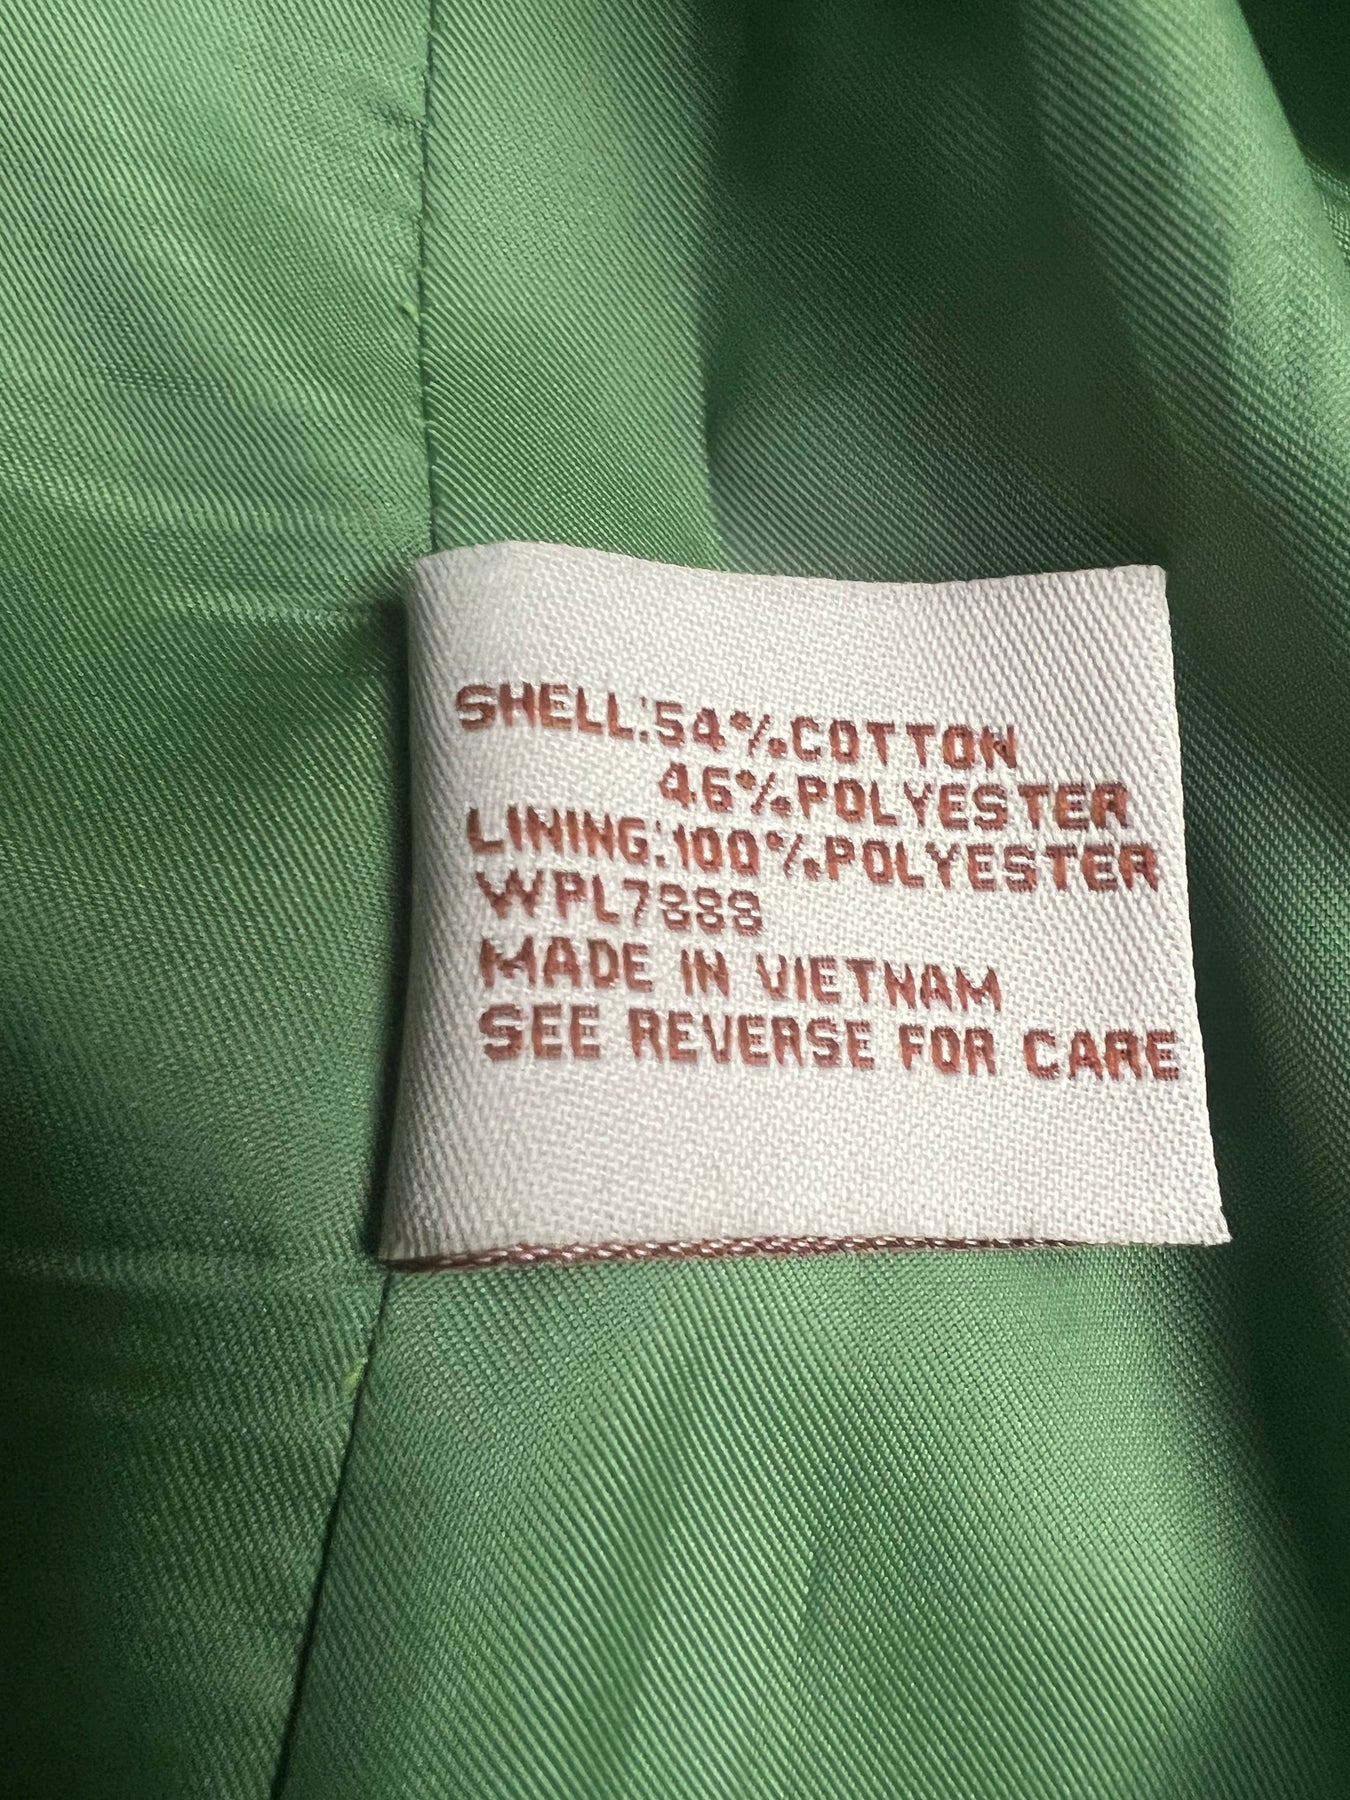 SHELL:54%COTTON
46%POLYESTER
LINING:100%POLYESTER
WPL7888
MADE IN VIETNAM
SEE REVERSE FOR CARE